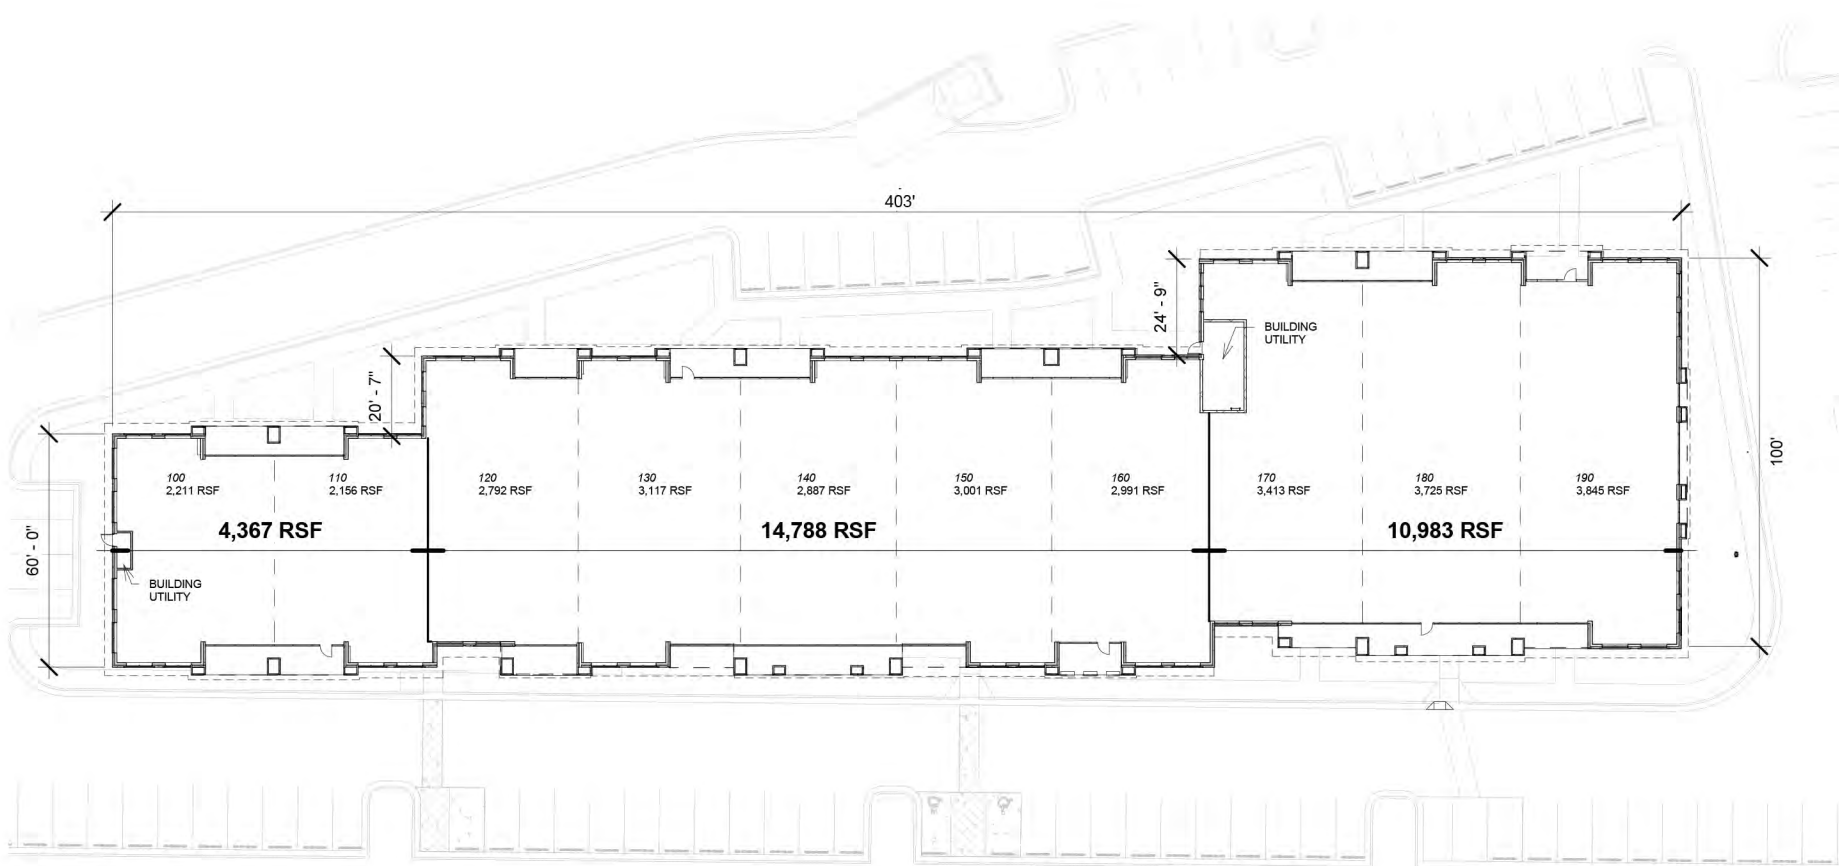 403'
24' - 9"
BUILDING
UTILITY
20' - 7"
100'
100
2,211 RSF
110
2,156 RSF
120
2,792 RSF
130
3,117 RSF
140
2,887 RSF
150
3,001 RSF
160
2,991 RSF
170
3,413 RSF
180
3,725 RSF
190
3,845 RSF
4,367 RSF
14,788 RSF
10,983 RSF
60' - 0"
BUILDING
UTILITY